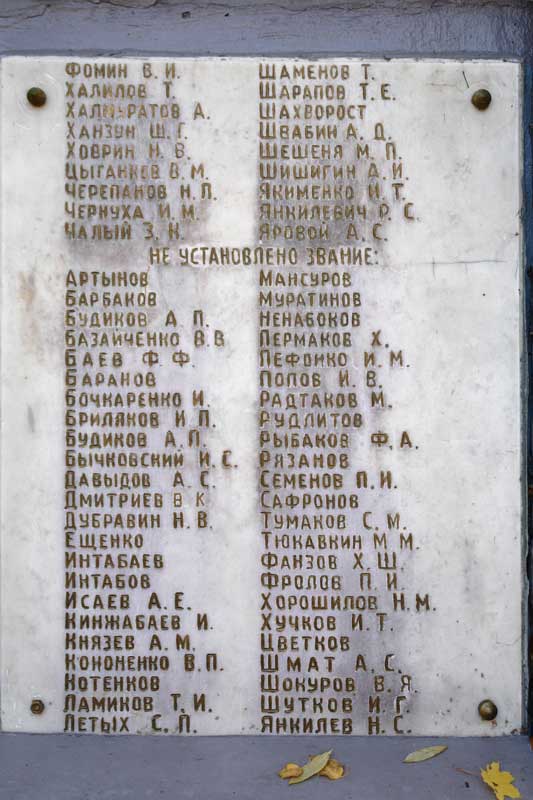 ФОМИН В. И.
ХАЛИЛОВ Т.
ХАЛМУРАТОВ А.
ХАНЗУН Ш. Г.
ХОВРИН Н. В.
ЦЫГАНКЕВ В. М.
ЧЕРЕПАНОВ Н. П.
ЧЕРНУХА И. М.
ЧАЛЫЙ З. К.
ШАМЕНОВ Т.
ШАРАПОВ Т. Е.
ШАХВОРОСТ
ШВАБИН А. Д.
ШЕШЕНЯ М. П.
ШИШИГИН А. И.
ЯКИМЕНКО И. Т.
ЯНКИЛЕВИЧ Р. С.
ЯРОВОЙ А. С.
НЕ УСТАНОВЛЕНО ЗВАНИЕ:
АРТЫНОВ
БАРБАКОВ
БУДИКОВ А. П.
БАЗАЙЧЕНКО В. В
БАЕВ Ф. Ф.
БАРАНОВ
БОЧКАРЕНКО И.
БРИЛЯКОВ И. П.
БУДИКОВ А. П.
БЫЧКОВСКИЙ И. С.
ДАВЫДОВ А. С.
ДМИТРИЕВ В К
ДУБРАВИН Н. В.
ЕЩЕНКО
ИНТАБАЕВ
ИНТАБОВ
ИСАЕВ А. Е.
КИНЖАБАЕВ И.
КНЯЗЕВ А. М.
КОНОНЕНКО В. П.
КОТЕНКОВ
ЛАМИКОВ Т. И.
ЛЕТЫХ С. П.
МАНСУРОВ
МУРАТИНОВ
НЕНАБОКОВ
ПЕРМАКОВ Х.
ПЕФОИКО И. М.
ПОПОВ И. В.
РАДТАКОВ М.
РУДЛИТОВ
РЫБАКОВ Ф. А.
РЯЗАНОВ
СЕМЕНОВ П. И.
САФРОНОВ
ТУМАКОВ С. М.
ТЮКАВКИН М. М.
ФАНЗОВ Х. Ш.
ФРОЛОВ П. И.
ХОРОШИЛОВ Н. М.
ХУЧКОВ И. Т.
ЦВЕТКОВ
ШМАТ А. С.
ШОКУРОВ В. Я.
ШУТКОВ И. Г.
ЯНКИЛЕВ Н. С.